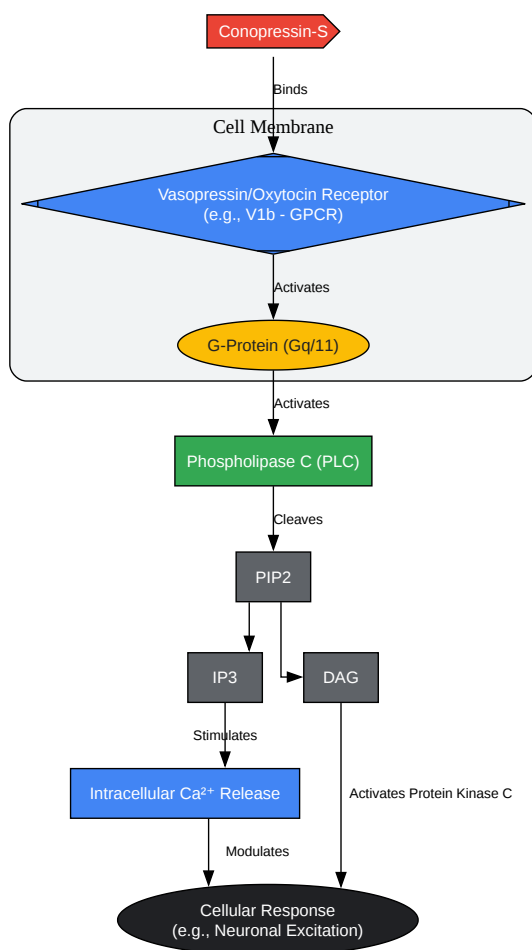 Conopressin-S
Binds
Cell Membrane
Vasopressin/Oxytocin Receptor
(e.g., V1b - GPCR)
Activates
G-Protein (Gq/11)
Activates
Phospholipase C (PLC)
Cleaves
PIP2
IP3
DAG
Stimulates
Intracellular Ca²⁺ Release
Activates Protein Kinase C
Modulates
Cellular Response
(e.g., Neuronal Excitation)